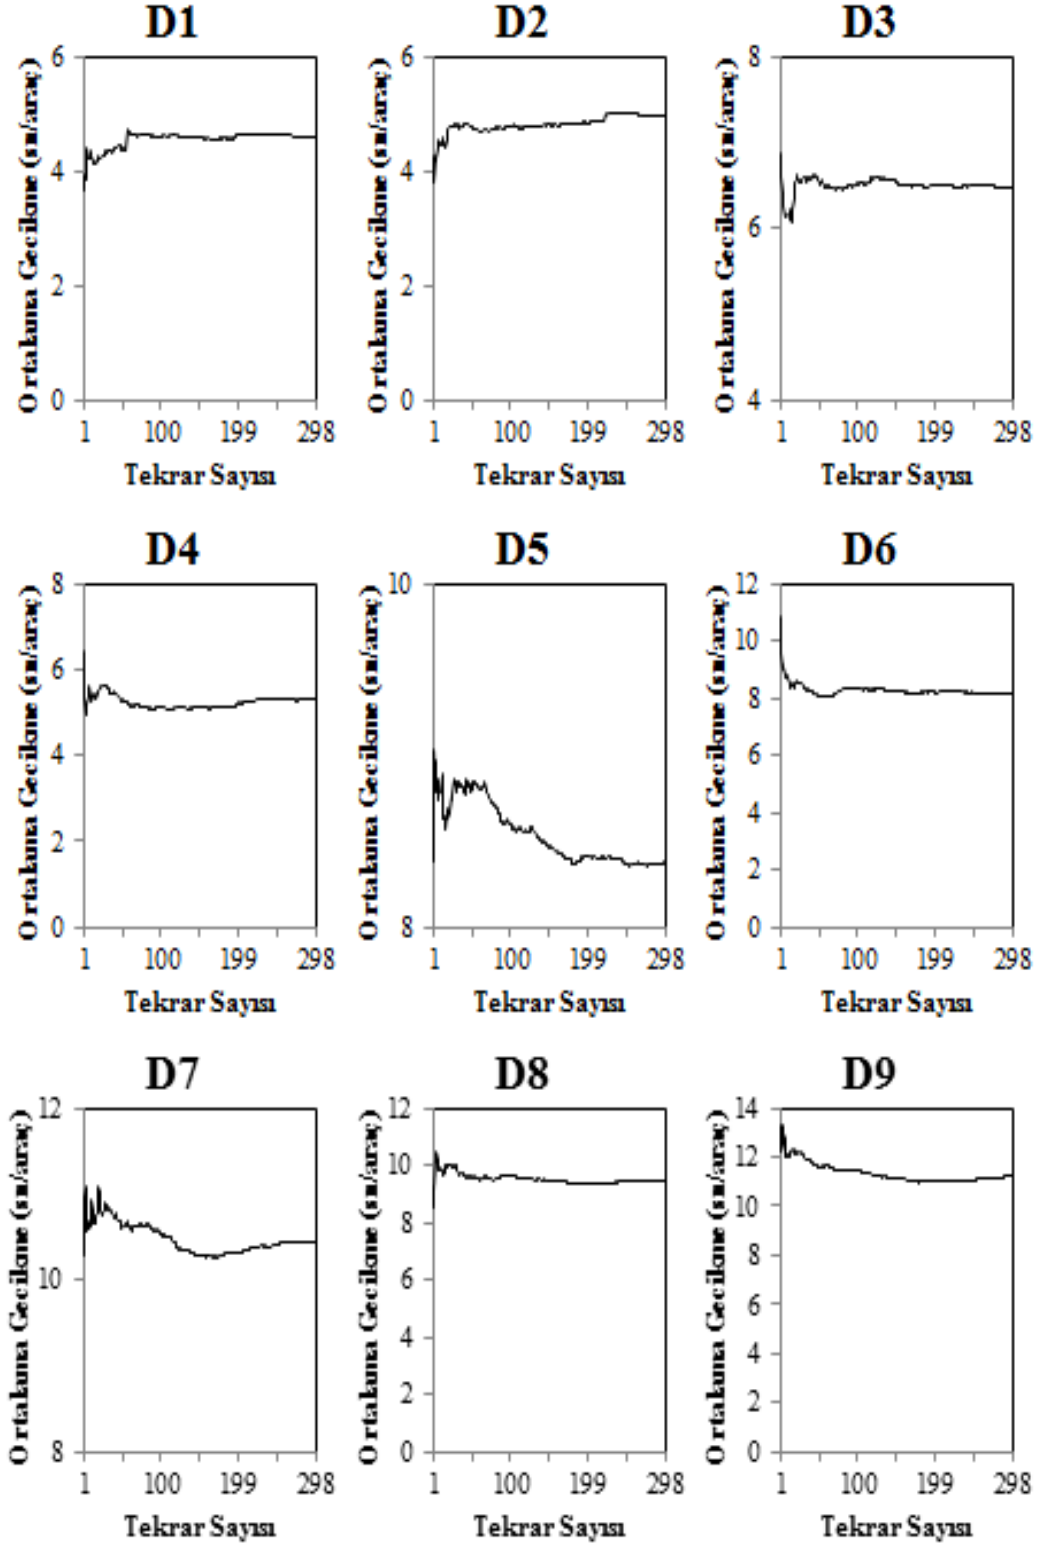 D1
D2
D3
Ortalama Gecikme (sn/araç)
6
4
2
0
1 100 199 298
Tekrar Sayısı
Ortalama Gecikme (sn/araç)
6
4
2
0
1 100 199 298
Tekrar Sayısı
Ortalama Gecikme (sn/araç)
8
6
4
1 100 199 298
Tekrar Sayısı
D4
D5
D6
Ortalama Gecikme (sn/araç)
8
6
4
2
0
1 100 199 298
Tekrar Sayısı
Ortalama Gecikme (sn/araç)
10
8
1 100 199 298
Tekrar Sayısı
Ortalama Gecikme (sn/araç)
12
10
8
6
4
2
0
1 100 199 298
Tekrar Sayısı
D7
D8
D9
Ortalama Gecikme (sn/araç)
12
10
8
1 100 199 298
Tekrar Sayısı
Ortalama Gecikme (sn/araç)
12
10
8
6
4
2
0
1 100 199 298
Tekrar Sayısı
Ortalama Gecikme (sn/araç)
14
12
10
8
6
4
2
0
1 100 199 298
Tekrar Sayısı